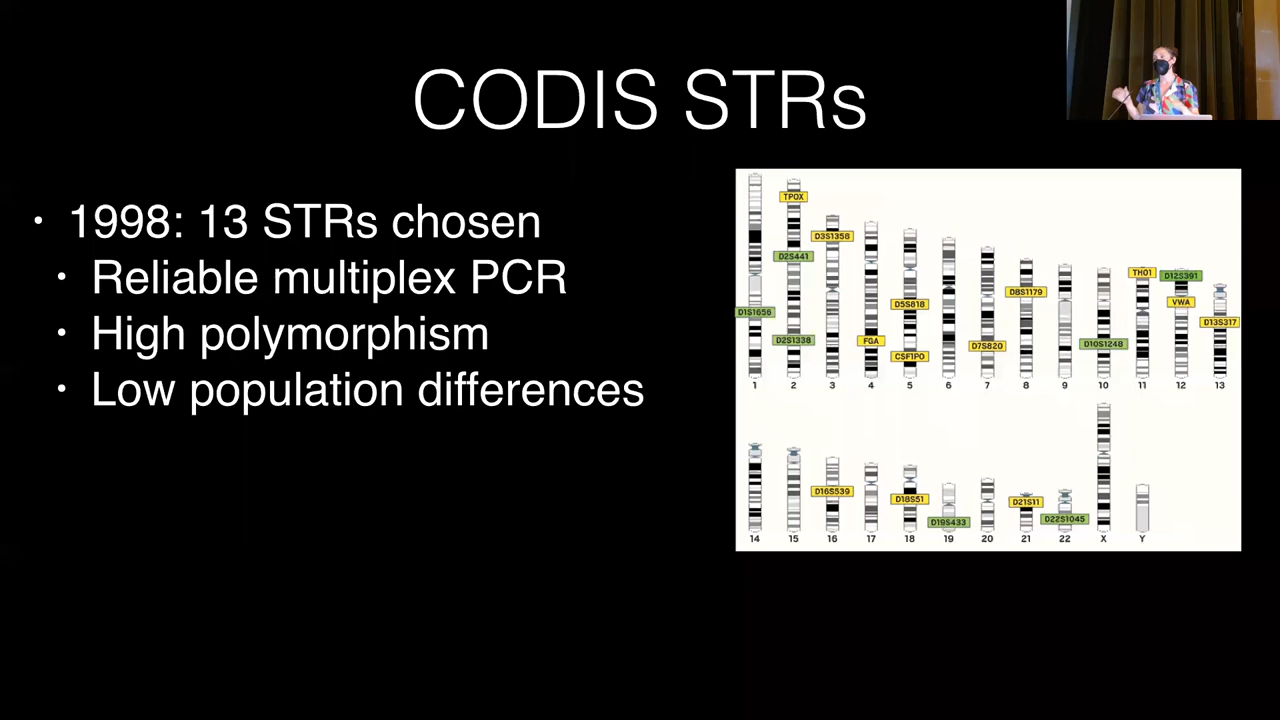 CODIS STRs
• 1998: 13 STRs chosen
• Reliable multiplex PCR
• High polymorphism
• Low population differences
TPOX
D3S1358
D2S441
D1S1656
D2S1338
FGA
D5S818
CSF1PO
D7S820
D8S1179
D10S1248
TH01
D12S391
VWA
D13S317
1 2 3 4 5 6 7 8 9 10 11 12 13
D16S539
D18S51
D19S433
D21S11
D22S1045
14 15 16 17 18 19 20 21 22 X Y